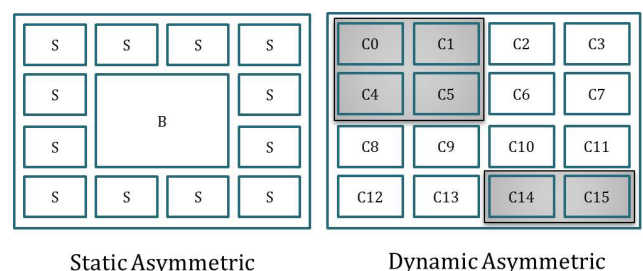 S S S S
S S
B
S S
S S S S
C0 C1 C2 C3
C4 C5 C6 C7
C8 C9 C10 C11
C12 C13 C14 C15
Static Asymmetric
Dynamic Asymmetric